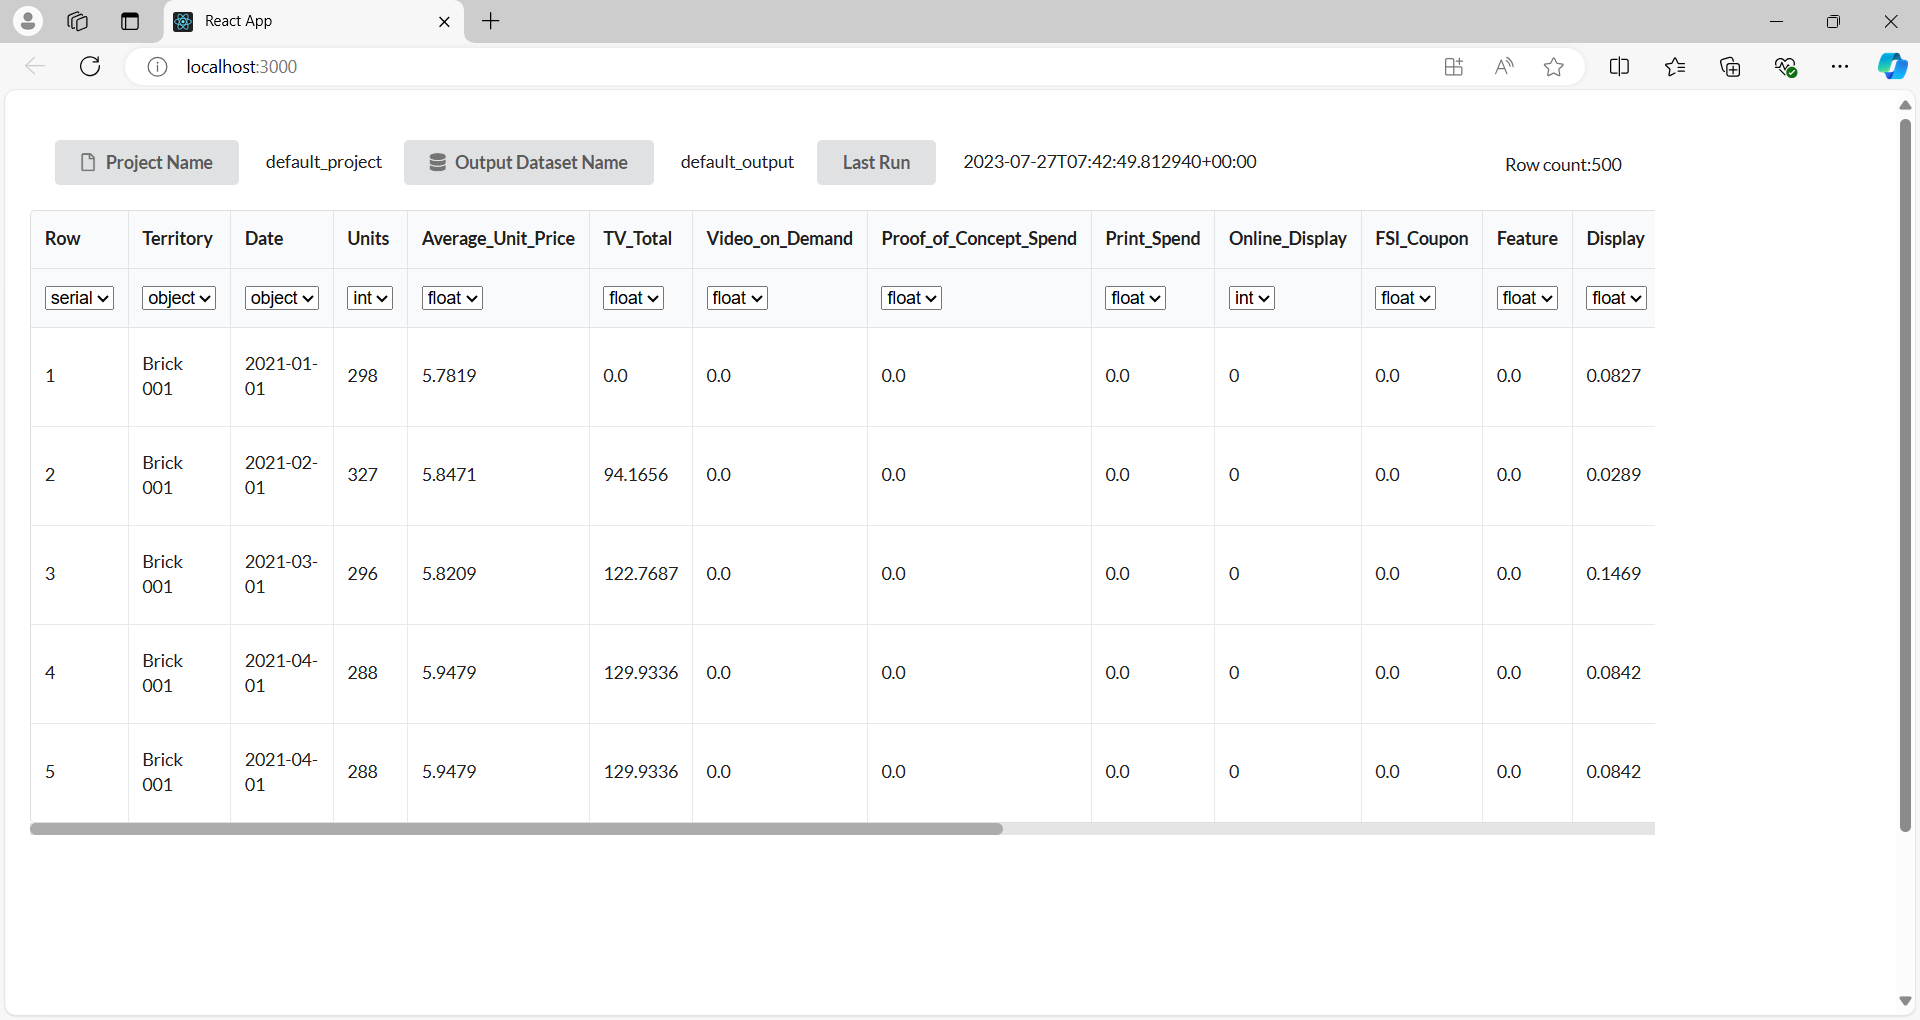 React App
localhost:3000
Project Name default_project Output Dataset Name default_output Last Run 2023-07-27T07:42:49.812940+00:00 Row count:500
Row Territory Date Units Average_Unit_Price TV_Total Video_on_Demand Proof_of_Concept_Spend Print_Spend Online_Display FSI_Coupon Feature Display
serial object object int float float float float float int float float float
1 Brick 001 2021-01-01 298 5.7819 0.0 0.0 0.0 0.0 0 0.0 0.0 0.0827
2 Brick 001 2021-02-01 327 5.8471 94.1656 0.0 0.0 0.0 0 0.0 0.0 0.0289
3 Brick 001 2021-03-01 296 5.8209 122.7687 0.0 0.0 0.0 0 0.0 0.0 0.1469
4 Brick 001 2021-04-01 288 5.9479 129.9336 0.0 0.0 0.0 0 0.0 0.0 0.0842
5 Brick 001 2021-04-01 288 5.9479 129.9336 0.0 0.0 0.0 0 0.0 0.0 0.0842